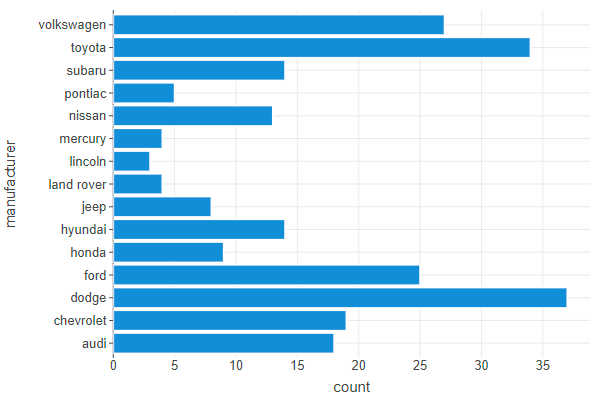 volkswagen
toyota
subaru
pontiac
nissan
mercury
lincoln
land rover
jeep
hyundai
honda
ford
dodge
chevrolet
audi
manufacturer
0 5 10 15 20 25 30 35
count